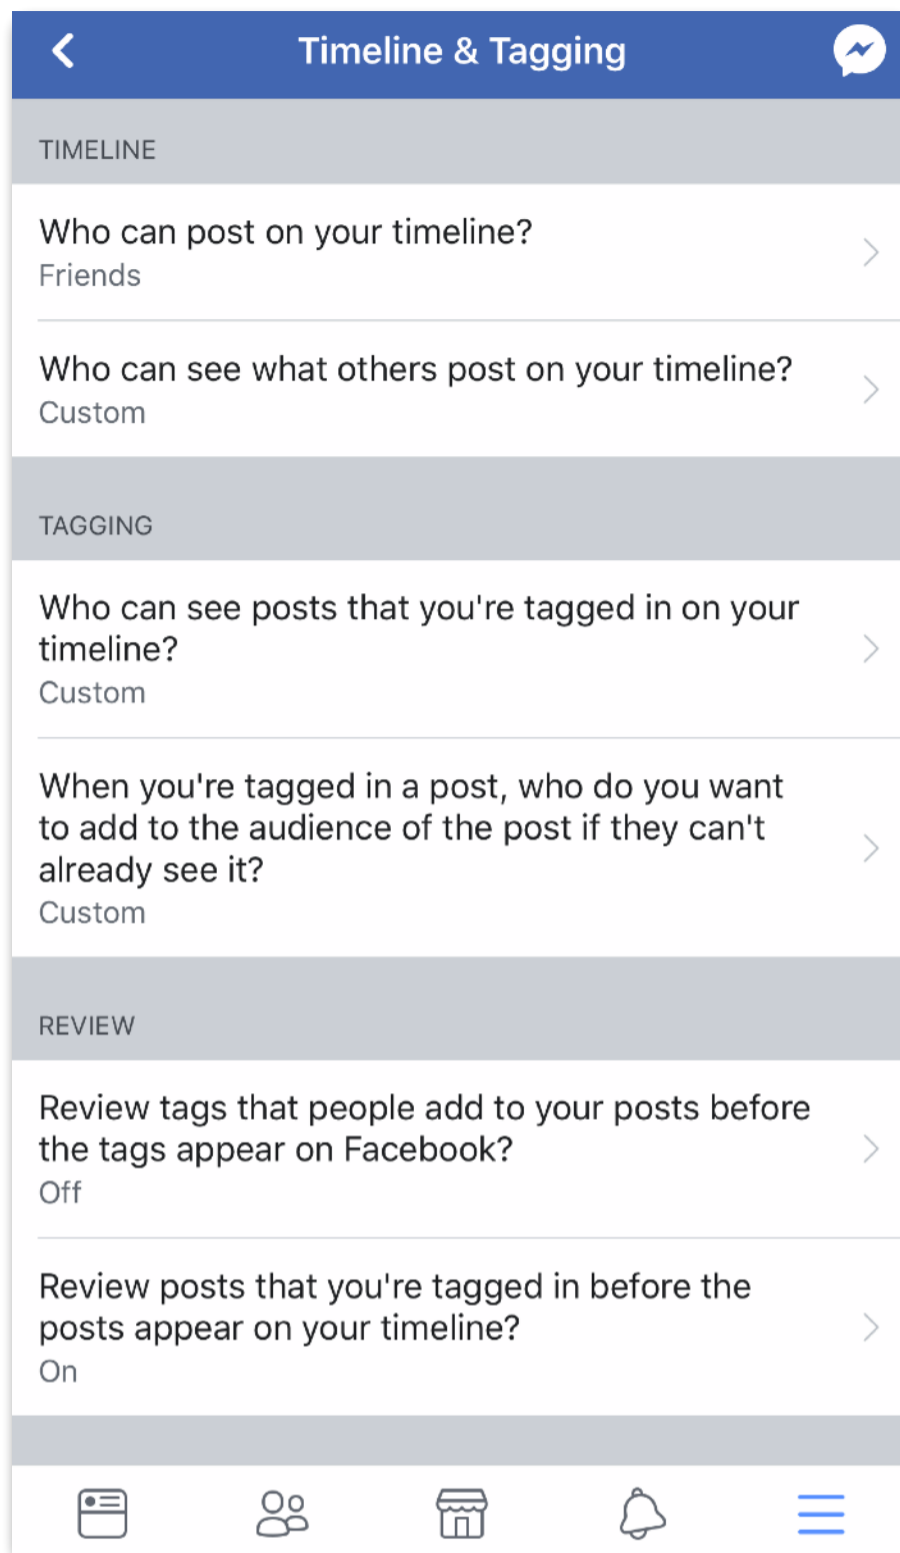 Timeline & Tagging
TIMELINE
Who can post on your timeline?
Friends
Who can see what others post on your timeline?
Custom
TAGGING
Who can see posts that you're tagged in on your
timeline?
Custom
When you're tagged in a post, who do you want
to add to the audience of the post if they can't
already see it?
Custom
REVIEW
Review tags that people add to your posts before
the tags appear on Facebook?
Off
Review posts that you're tagged in before the
posts appear on your timeline?
On